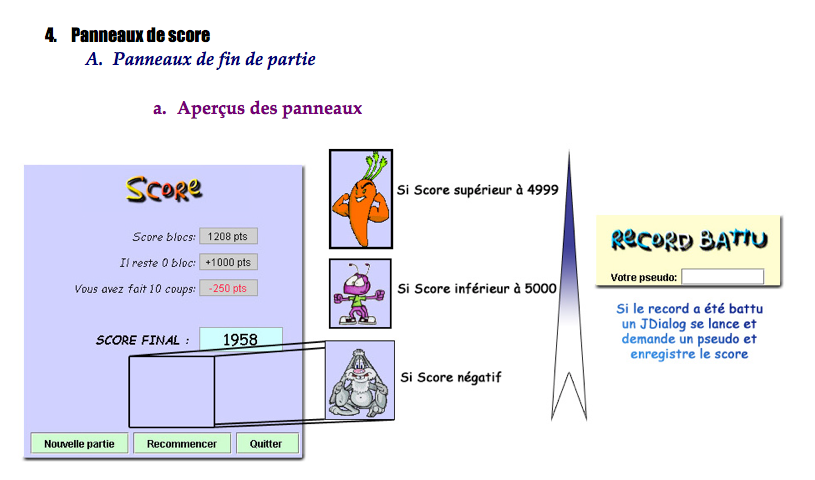 4. Panneaux de score
A. Panneaux de fin de partie
a. Aperçus des panneaux
Score
Score blocs: 1208 pts
Il reste 0 bloc: +1000 pts
Vous avez fait 10 coups: -250 pts
SCORE FINAL : 1958
Nouvelle partie Recommencer Quitter
Si Score supérieur à 4999
Si Score inférieur à 5000
Si Score négatif
RECORD BATTU
Votre pseudo:
Si le record a été battu
un JDialog se lance et
demande un pseudo et
enregistre le score